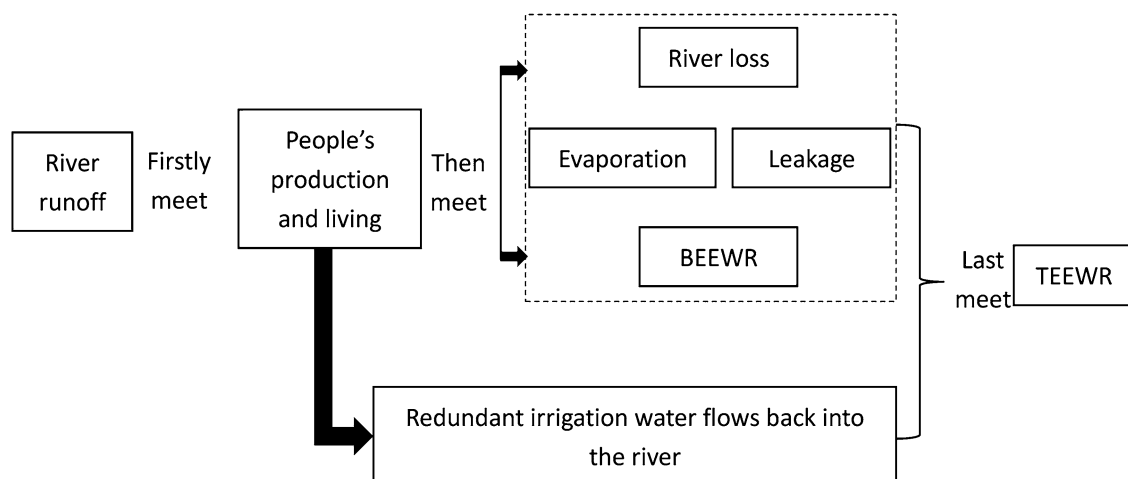 River
runoff
Firstly
meet
People's
production
and living
Then
meet
River loss
Evaporation
Leakage
BEEWR
Last
meet
TEEWR
Redundant irrigation water flows back into
the river